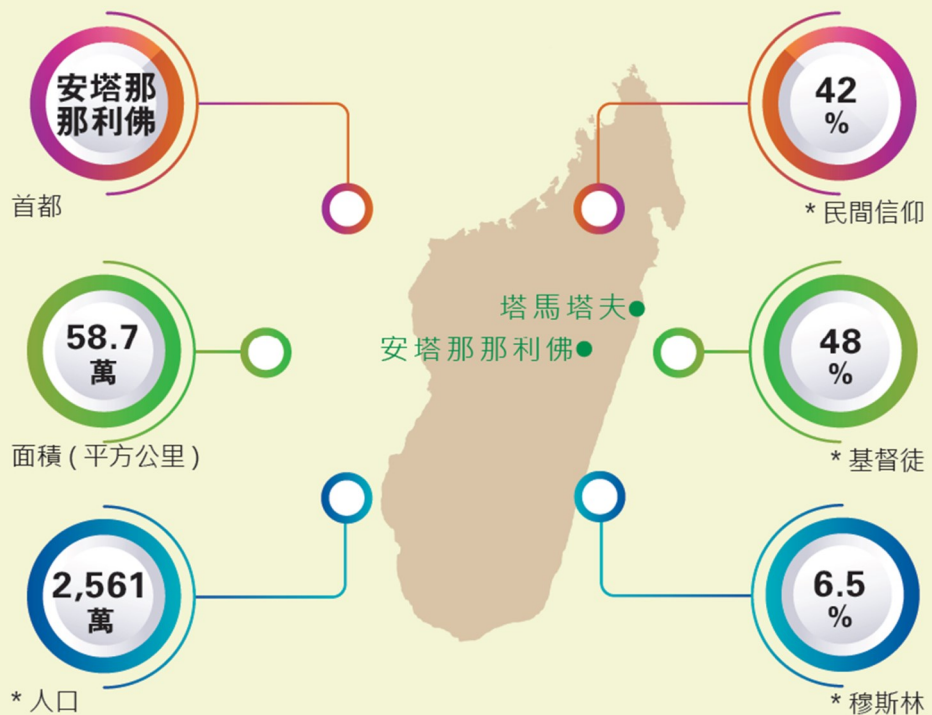 安塔那
那利佛
首都
42
%
* 民間信仰
塔馬塔夫
安塔那那利佛
58.7
萬
面積 ( 平方公里 )
48
%
* 基督徒
2,561
萬
* 人口
6.5
%
* 穆斯林